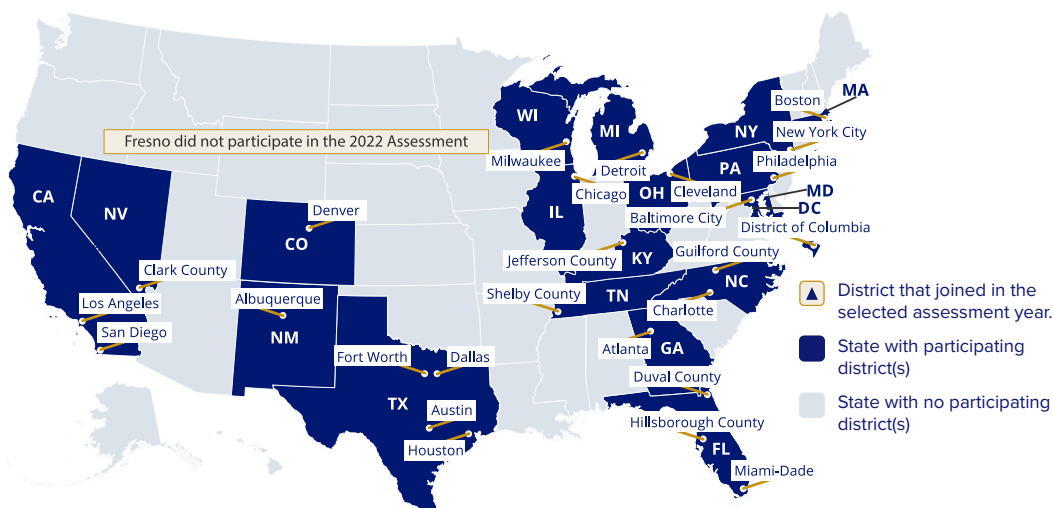 Boston
MA
WI
MI
NY
New York City
Fresno did not participate in the 2022 Assessment
Milwaukee
Detroit
PA
Philadelphia
Chicago
OH
Cleveland
MD
CA
NV
IL
Baltimore City
DC
Denver
District of Columbia
CO
Jefferson County
KY
Guilford County
Clark County
Los Angeles
Albuquerque
Shelby County
TN
NC
Charlotte
San Diego
NM
Atlanta
GA
Fort Worth
Dallas
Duval County
TX
Austin
Hillsborough County
Houston
FL
Miami-Dade
District that joined in the
selected assessment year.
State with participating
district(s)
State with no participating
district(s)